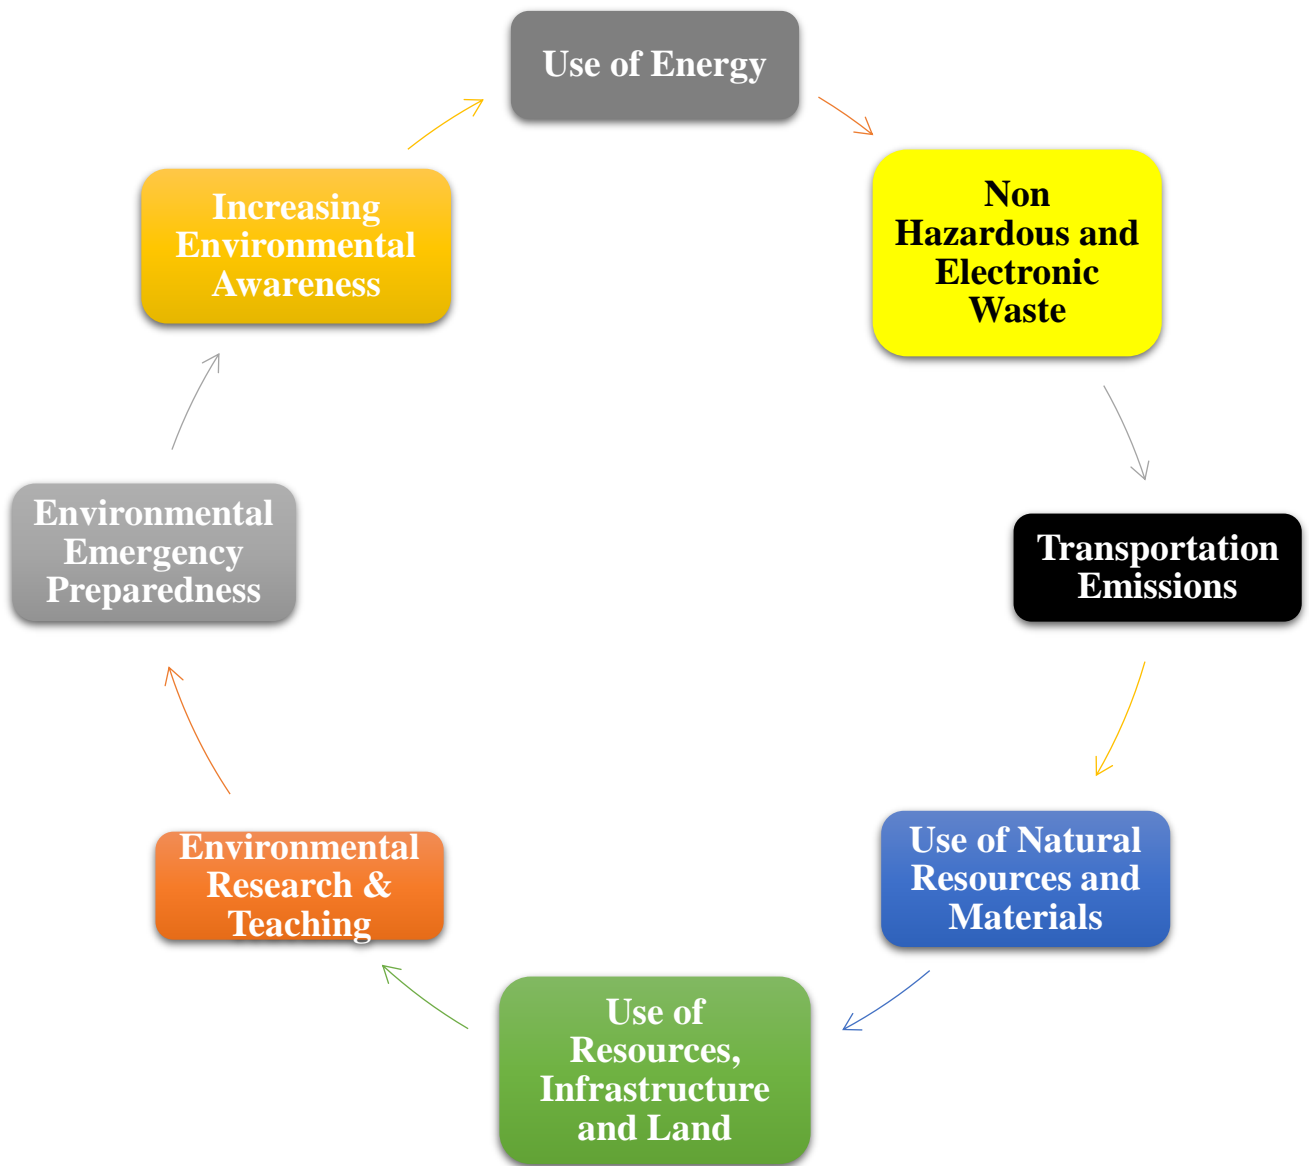 Use of Energy
Non
Hazardous and
Electronic
Waste
Transportation
Emissions
Use of Natural
Resources and
Materials
Use of
Resources,
Infrastructure
and Land
Environmental
Research &
Teaching
Environmental
Emergency
Preparedness
Increasing
Environmental
Awareness